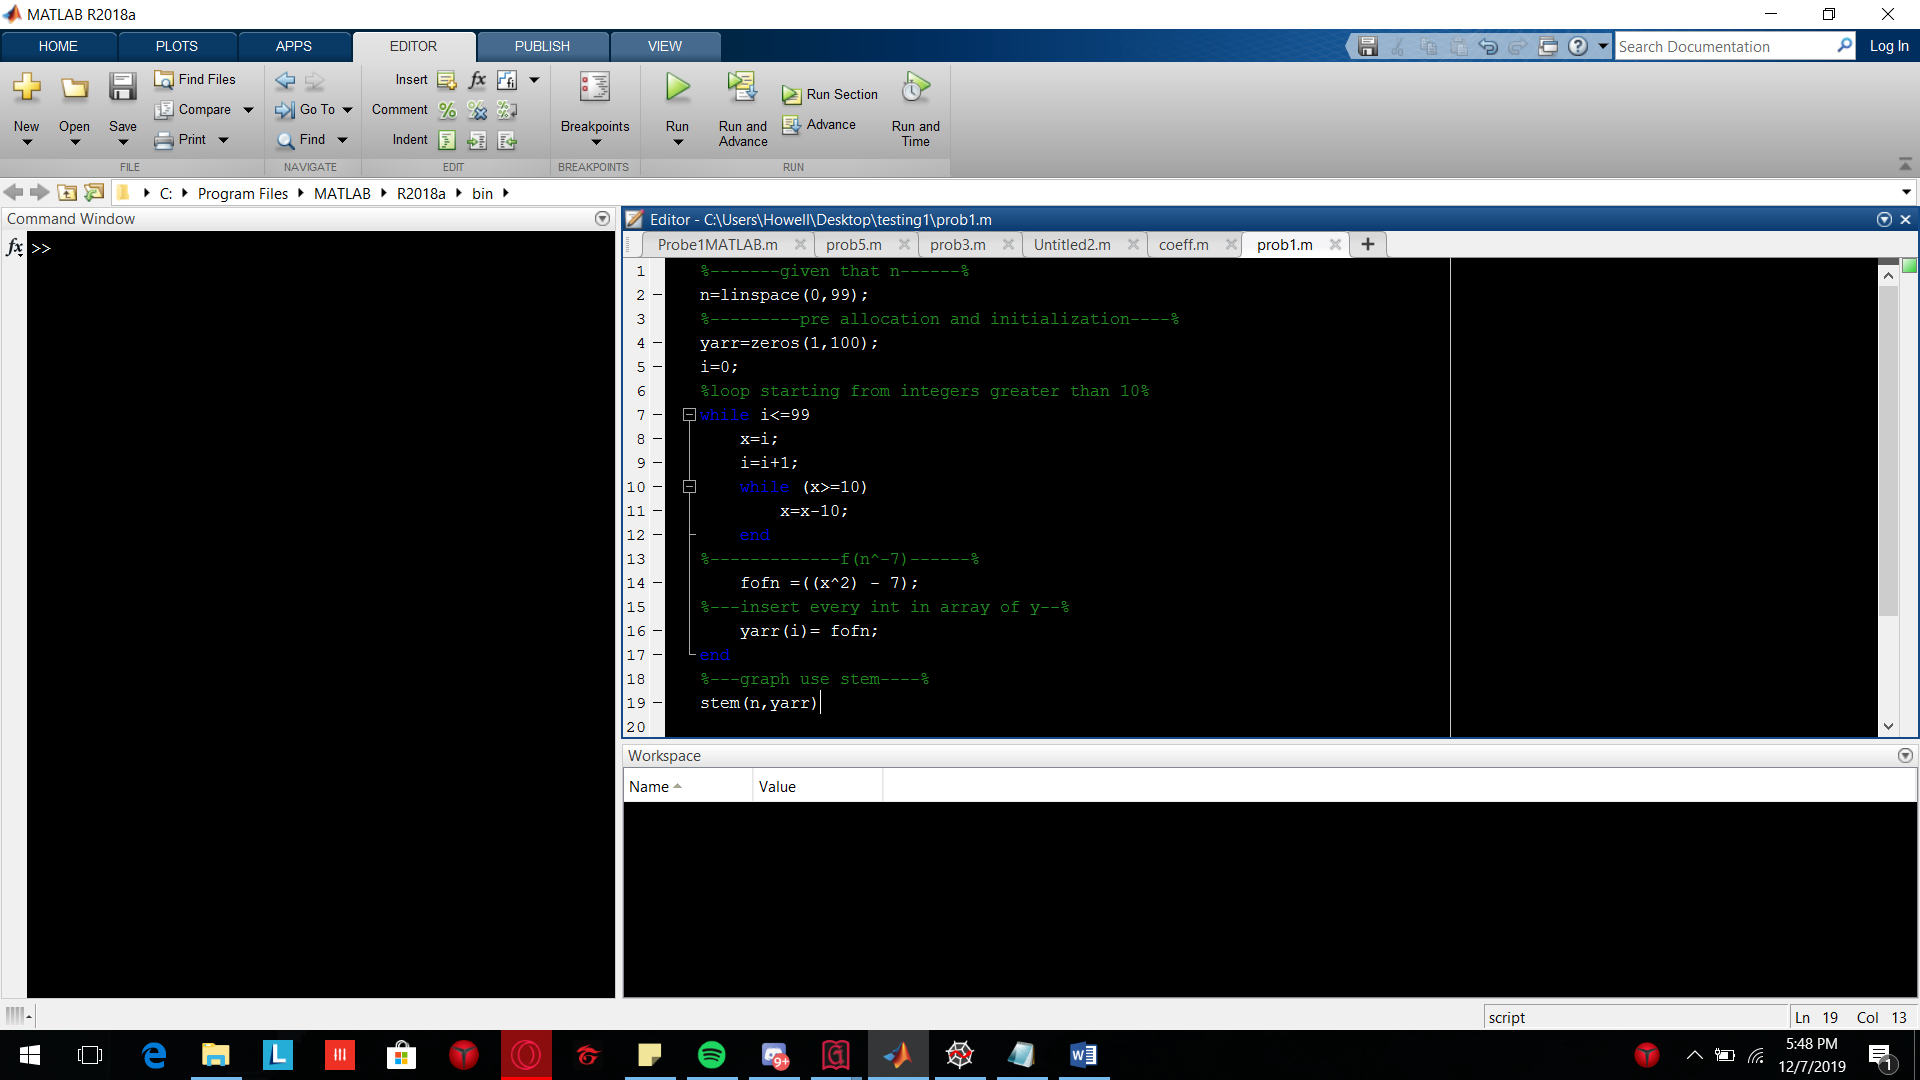 MATLAB R2018a
HOME PLOTS APPS EDITOR PUBLISH VIEW
Search Documentation
Log In
New
Open
Save
Find Files
Compare
Print
FILE
Go To
Find
NAVIGATE
Insert
Comment
Indent
EDIT
Breakpoints
BREAKPOINTS
Run
Run and Advance
Run Section
Advance
Run and Time
RUN
C: Program Files MATLAB R2018a bin
Command Window
fx >>
Editor - C:\Users\Howell\Desktop\testing1\prob1.m
Probe1MATLAB.m prob5.m prob3.m Untitled2.m coeff.m prob1.m
1 %-------given that n------%
2 n=linspace(0,99);
3 %---------pre allocation and initialization----%
4 yarr=zeros(1,100);
5 i=0;
6 %loop starting from integers greater than 10%
7 while i<=99
8 x=i;
9 i=i+1;
10 while (x>=10)
11 x=x-10;
12 end
13 %-------------f(n^-7)------%
14 fofn =((x^2) - 7);
15 %---insert every int in array of y--%
16 yarr(i)= fofn;
17 end
18 %---graph use stem----%
19 stem(n,yarr)
20
Workspace
Name Value
script
Ln 19 Col 13
9+
5:48 PM
12/7/2019
1